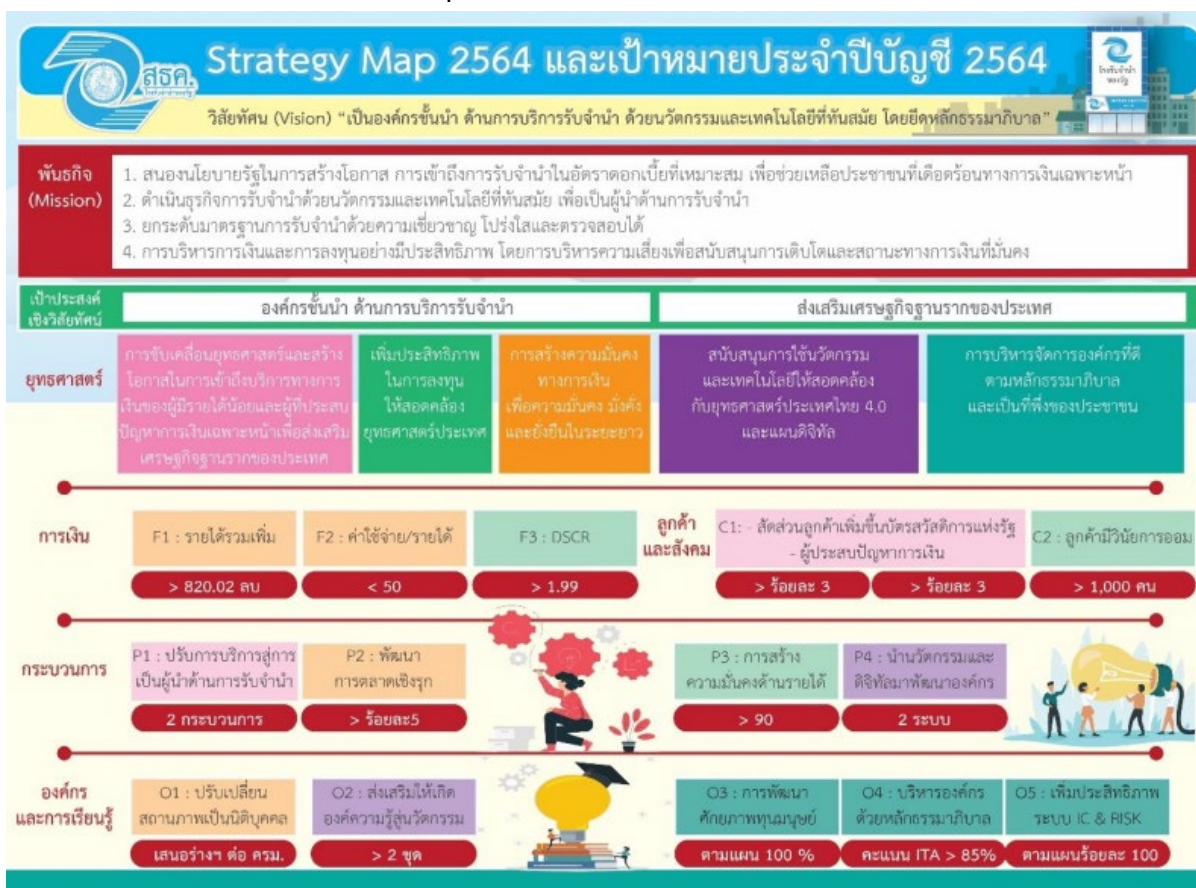 สธค.
โรงรับจำนำของรัฐ
Strategy Map 2564 และเป้าหมายประจำปีบัญชี 2564
โรงรับจำนำ
ของรัฐ
วิสัยทัศน (Vision) “เป็นองค์กรชั้นนำ ด้านการบริการรับจำนำ ด้วยนวัตกรรมและเทคโนโลยีที่ทันสมัย โดยยึดหลักธรรมาภิบาล”
พันธกิจ
(Mission)
1. สนองนโยบายรัฐในการสร้างโอกาส การเข้าถึงการรับจำนำในอัตราดอกเบี้ยที่เหมาะสม เพื่อช่วยเหลือประชาชนที่เดือดร้อนทางการเงินเฉพาะหน้า
2. ดำเนินธุรกิจการรับจำนำด้วยนวัตกรรมและเทคโนโลยีที่ทันสมัย เพื่อเป็นผู้นำด้านการรับจำนำ
3. ยกระดับมาตรฐานการรับจำนำด้วยความเชี่ยวชาญ โปร่งใสและตรวจสอบได้
4. การบริหารการเงินและการลงทุนอย่างมีประสิทธิภาพ โดยการบริหารความเสี่ยงเพื่อสนับสนุนการเติบโตและสถานะทางการเงินที่มั่นคง
เป้าประสงค์
เชิงวิสัยทัศน์
องค์กรชั้นนำ ด้านการบริการรับจำนำ
ส่งเสริมเศรษฐกิจฐานรากของประเทศ
ยุทธศาสตร์
การขับเคลื่อนยุทธศาสตร์และสร้าง
โอกาสในการเข้าถึงบริการทางการ
เงินของผู้มีรายได้น้อยและผู้ที่ประสบ
ปัญหาการเงินเฉพาะหน้าเพื่อส่งเสริม
เศรษฐกิจฐานรากของประเทศ
เพิ่มประสิทธิภาพ
ในการลงทุน
ให้สอดคล้อง
ยุทธศาสตร์ประเทศ
การสร้างความมั่นคง
ทางการเงิน
เพื่อความมั่นคง มั่งคั่ง
และยั่งยืนในระยะยาว
สนับสนุนการใช้นวัตกรรม
และเทคโนโลยีให้สอดคล้อง
กับยุทธศาสตร์ประเทศไทย 4.0
และแผนดิจิทัล
การบริหารจัดการองค์กรที่ดี
ตามหลักธรรมาภิบาล
และเป็นที่พึ่งของประชาชน
การเงิน
F1 : รายได้รวมเพิ่ม
> 820.02 ลบ
F2 : ค่าใช้จ่าย/รายได้
< 50
F3 : DSCR
> 1.99
ลูกค้า
และสังคม
C1: - สัดส่วนลูกค้าเพิ่มขึ้นบัตรสวัสดิการแห่งรัฐ
- ผู้ประสบปัญหาการเงิน
> ร้อยละ 3
> ร้อยละ 3
C2 : ลูกค้ามีวินัยการออม
> 1,000 คน
กระบวนการ
P1 : ปรับการบริการสู่การ
เป็นผู้นำด้านการรับจำนำ
2 กระบวนการ
P2 : พัฒนา
การตลาดเชิงรุก
> ร้อยละ5
P3 : การสร้าง
ความมั่นคงด้านรายได้
> 90
P4 : นำนวัตกรรมและ
ดิจิทัลมาพัฒนาองค์กร
2 ระบบ
องค์กร
และการเรียนรู้
O1 : ปรับเปลี่ยน
สถานภาพเป็นนิติบุคคล
เสนอร่างฯ ต่อ ครม.
O2 : ส่งเสริมให้เกิด
องค์ความรู้สู่นวัตกรรม
> 2 ชุด
O3 : การพัฒนา
ศักยภาพทุนมนุษย์
ตามแผน 100 %
O4 : บริหารองค์กร
ด้วยหลักธรรมาภิบาล
คะแนน ITA > 85%
O5 : เพิ่มประสิทธิภาพ
ระบบ IC & RISK
ตามแผนร้อยละ 100